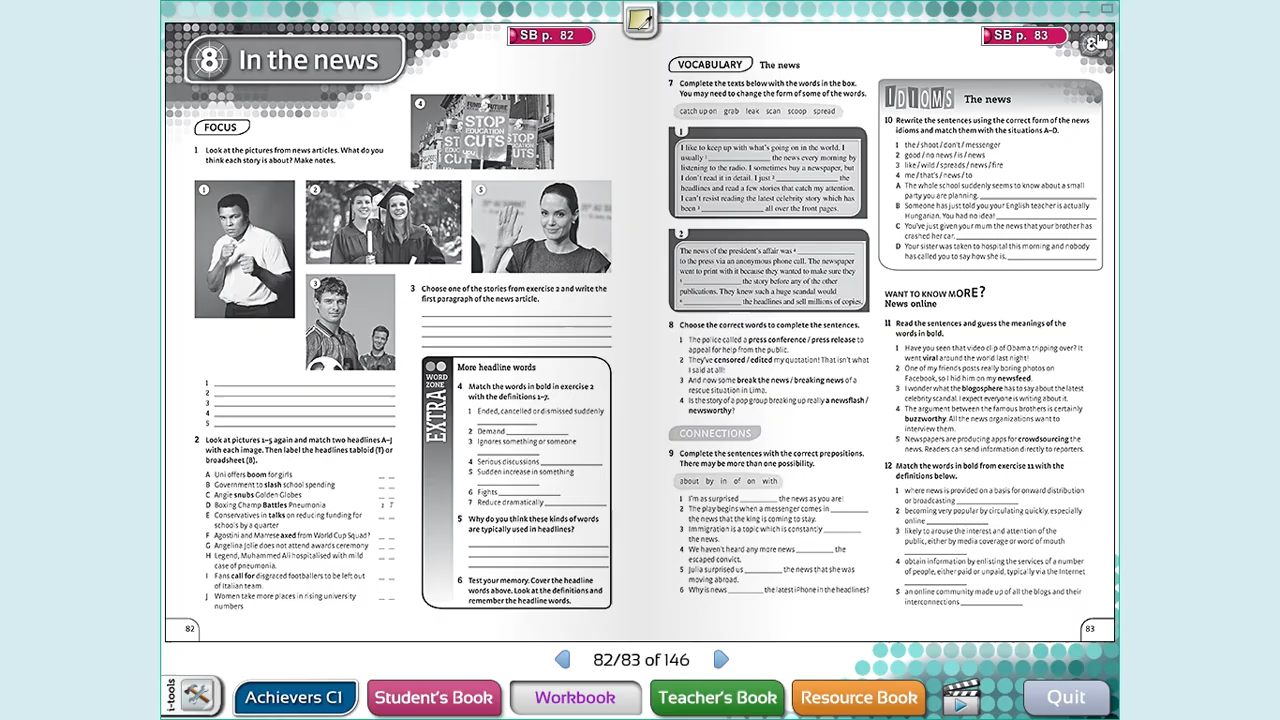 SB p. 82
SB p. 83
8 In the news
8
FOCUS
1 Look at the pictures from news articles. What do you
think each story is about? Make notes.
4
STOP
EDUCATION
CUTS
1
2
5
3
1
2
3
4
5
2 Look at pictures 1–5 again and match two headlines A–J
with each image. Then label the headlines tabloid (T) or
broadsheet (B).
A Uni offers boom for girls
B Government to slash school spending
C Angie snubs Golden Globes
D Boxing Champ Battles Pneumonia 1 T
E Conservatives in talks on reducing funding for
schools by a quarter
F Agostini and Marrese axed from World Cup Squad?
G Angelina Jolie does not attend awards ceremony
H Legend, Muhammed Ali hospitalised with mild
case of pneumonia.
I Fans call for disgraced footballers to be left out
of Italian team.
J Women take more places in rising university
numbers
3 Choose one of the stories from exercise 2 and write the
first paragraph of the news article.
WORD
ZONE
EXTRA
More headline words
4 Match the words in bold in exercise 2
with the definitions 1–7.
1 Ended, cancelled or dismissed suddenly
2 Demand
3 Ignores something or someone
4 Serious discussions
5 Sudden increase in something
6 Fights
7 Reduce dramatically
5 Why do you think these kinds of words
are typically used in headlines?
6 Test your memory. Cover the headline
words above. Look at the definitions and
remember the headline words.
82
VOCABULARY The news
7 Complete the texts below with the words in the box.
You may need to change the form of some of the words.
catch up on grab leak scan scoop spread
1
I like to keep up with what's going on in the world. I
usually 1 the news every morning by
listening to the radio. I sometimes buy a newspaper, but
I don't read it in detail. I just 2 the
headlines and read a few stories that catch my attention.
I can't resist reading the latest celebrity story which has
been 3 all over the front pages.
2
The news of the president's affair was 4
to the press via an anonymous phone call. The newspaper
went to print with it because they wanted to make sure they
5 the story before any of the other
publications. They knew such a huge scandal would
6 the headlines and sell millions of copies.
8 Choose the correct words to complete the sentences.
1 The police called a press conference / press release to
appeal for help from the public.
2 They've censored / edited my quotation! That isn't what
I said at all!
3 And now some break the news / breaking news of a
rescue situation in Lima.
4 Is the story of a pop group breaking up really a newsflash /
newsworthy?
CONNECTIONS
9 Complete the sentences with the correct prepositions.
There may be more than one possibility.
about by in of on with
1 I'm as surprised the news as you are!
2 The play begins when a messenger comes in
the news that the king is coming to stay.
3 Immigration is a topic which is constantly
the news.
4 We haven't heard any more news the
escaped convict.
5 Julia surprised us the news that she was
moving abroad.
6 Why is news the latest iPhone in the headlines?
IDIOMS The news
10 Rewrite the sentences using the correct form of the news
idioms and match them with the situations A–D.
1 the / shoot / don't / messenger
2 good / no news / is / news
3 like / wild / spreads / news / fire
4 me / that's / news / to
A The whole school suddenly seems to know about a small
party you are planning.
B Someone has just told you your English teacher is actually
Hungarian. You had no idea!
C You've just given your mum the news that your brother has
crashed her car.
D Your sister was taken to hospital this morning and nobody
has called you to say how she is.
WANT TO KNOW MORE?
News online
11 Read the sentences and guess the meanings of the
words in bold.
1 Have you seen that video clip of Obama tripping over? It
went viral around the world last night!
2 One of my friends posts really boring photos on
Facebook, so I hid him on my newsfeed.
3 I wonder what the blogosphere has to say about the latest
celebrity scandal. I expect everyone is writing about it.
4 The argument between the famous brothers is certainly
buzzworthy. All the news organizations want to
interview them.
5 Newspapers are producing apps for crowdsourcing the
news. Readers can send information directly to reporters.
12 Match the words in bold from exercise 11 with the
definitions below.
1 where news is provided on a basis for onward distribution
or broadcasting
2 becoming very popular by circulating quickly, especially
online
3 likely to arouse the interest and attention of the
public, either by media coverage or word of mouth
4 obtain information by enlisting the services of a number
of people, either paid or unpaid, typically via the Internet
5 an online community made up of all the blogs and their
interconnections
83
82/83 of 146
i-tools
Achievers C1
Student's Book
Workbook
Teacher's Book
Resource Book
Quit